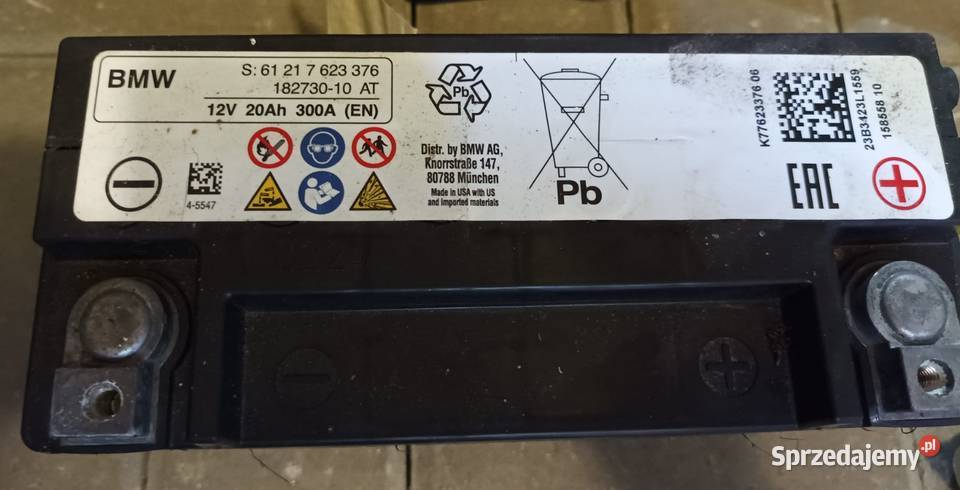 BMW
S: 61 21 7 623 376
182730-10 AT
12V 20Ah 300A (EN)
4-5547
Pb
Distr. by BMW AG,
Knorrstraße 147,
80788 München
Made in USA with US
and imported materials
Pb
K77623376 06
23B3423L1559
158558 10
EAC
Sprzedajemy.pl